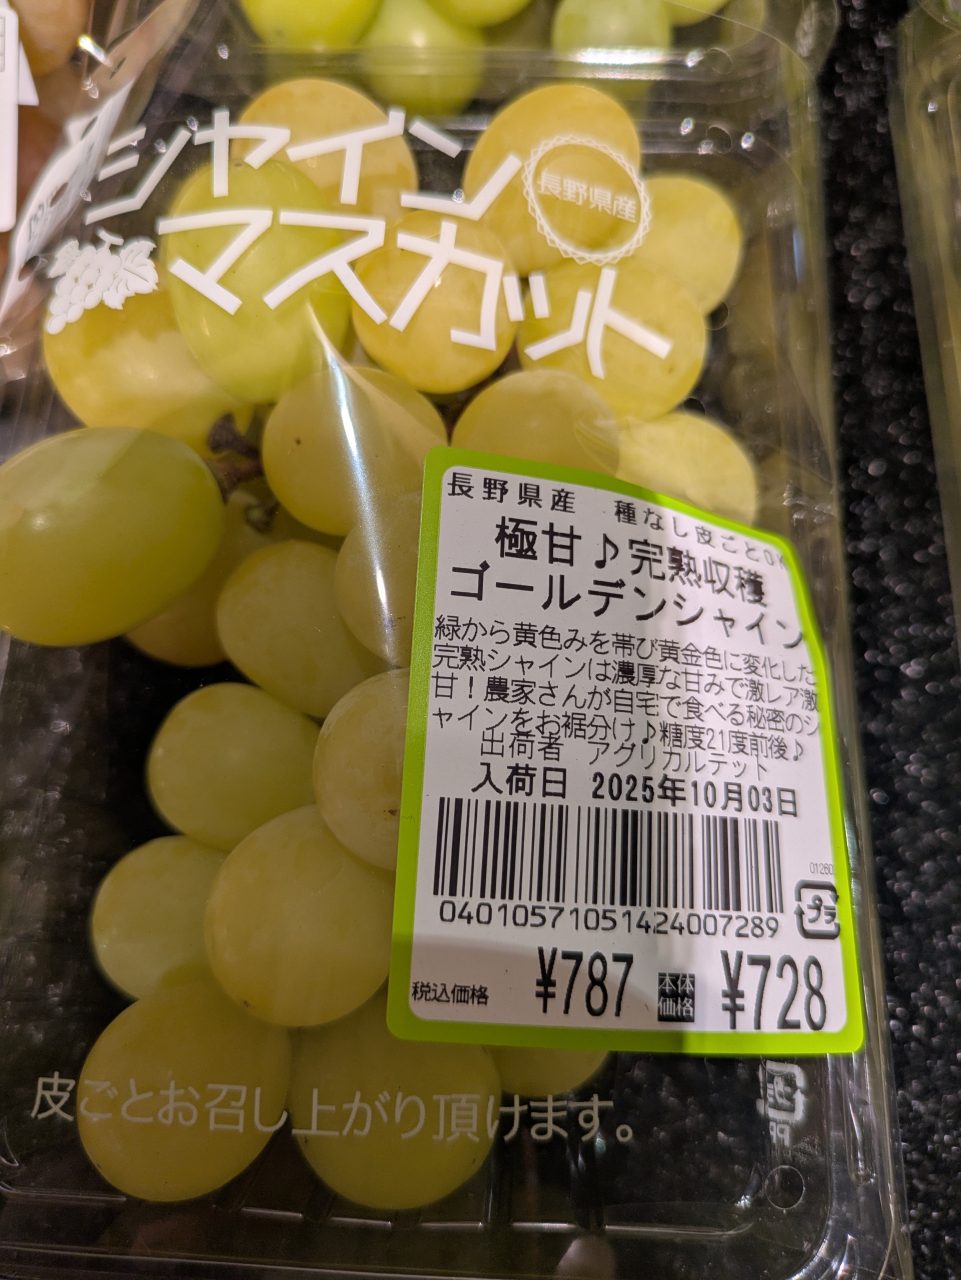 シャイン
マスカット
長野県産
長野県産 種なし皮ごとOK
極甘♪完熟収穫
ゴールデンシャイン
緑から黄色みを帯び黄金色に変化した
完熟シャインは濃厚な甘みで激レア激
甘！農家さんが自宅で食べる秘密のシ
ャインをお裾分け♪糖度21度前後♪
出荷者 アグリカルテット
入荷日 2025年10月03日
04010571051424007289
プラ
税込価格 ¥787 本体価格 ¥728
皮ごとお召し上がり頂けます。